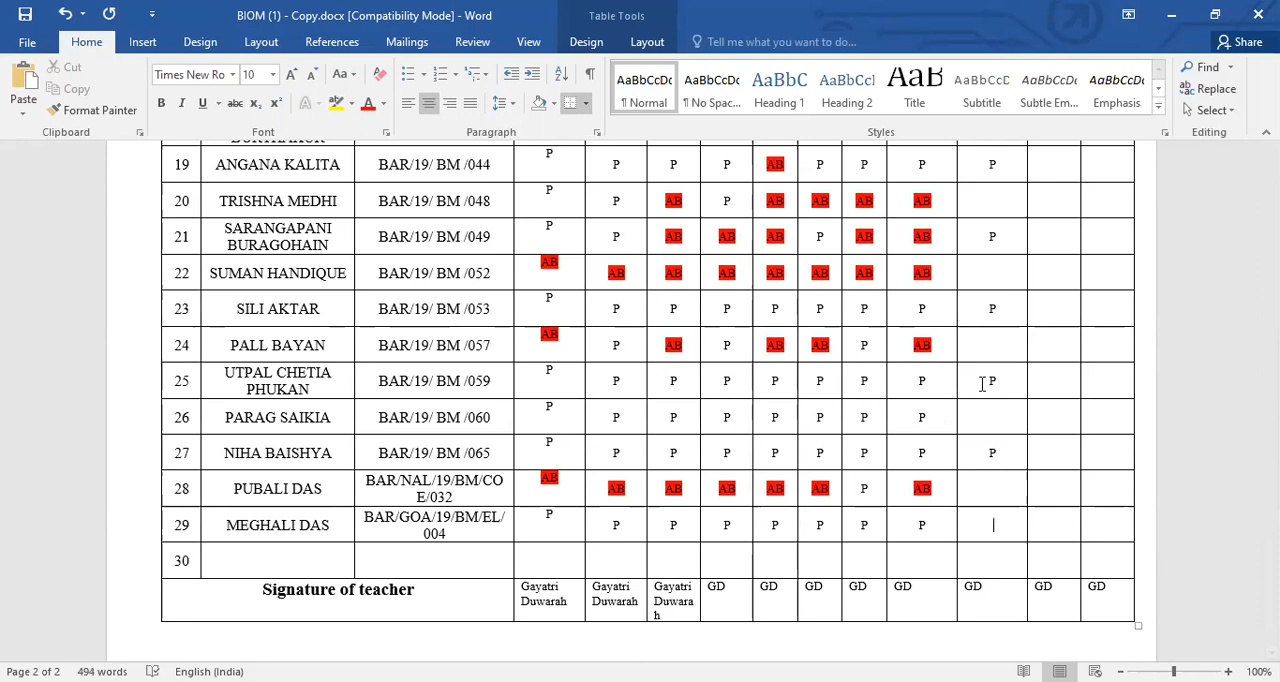 BIOM (1) - Copy.docx [Compatibility Mode] - Word
Table Tools
File Home Insert Design Layout References Mailings Review View Design Layout Tell me what you want to do... Share
Paste
Cut
Copy
Format Painter
Clipboard
Times New Ro 10
Font
Paragraph
AaBbCcDc ¶ Normal
¶ No Spac...
AaBbC Heading 1
Heading 2
AaB Title
AaBbCcD Subtitle
Subtle Em...
Emphasis
Styles
Find
Replace
Select
Editing
19 ANGANA KALITA BAR/19/ BM /044 P P P P AB P P P P
20 TRISHNA MEDHI BAR/19/ BM /048 P P AB P AB AB AB AB
21 SARANGAPANI BURAGOHAIN BAR/19/ BM /049 P P AB AB AB P AB AB P
22 SUMAN HANDIQUE BAR/19/ BM /052 AB AB AB AB AB AB AB AB
23 SILI AKTAR BAR/19/ BM /053 P P P P P P P P P
24 PALL BAYAN BAR/19/ BM /057 AB P AB P AB AB P AB
25 UTPAL CHETIA PHUKAN BAR/19/ BM /059 P P P P P P P P P
26 PARAG SAIKIA BAR/19/ BM /060 P P P P P P P P
27 NIHA BAISHYA BAR/19/ BM /065 P P P P P P P P P
28 PUBALI DAS BAR/NAL/19/BM/CO E/032 AB AB AB AB AB AB P AB
29 MEGHALI DAS BAR/GOA/19/BM/EL/ 004 P P P P P P P P
30
Signature of teacher Gayatri Duwarah Gayatri Duwarah Gayatri Duwara h GD GD GD GD GD GD GD GD
Page 2 of 2 494 words English (India) 100%